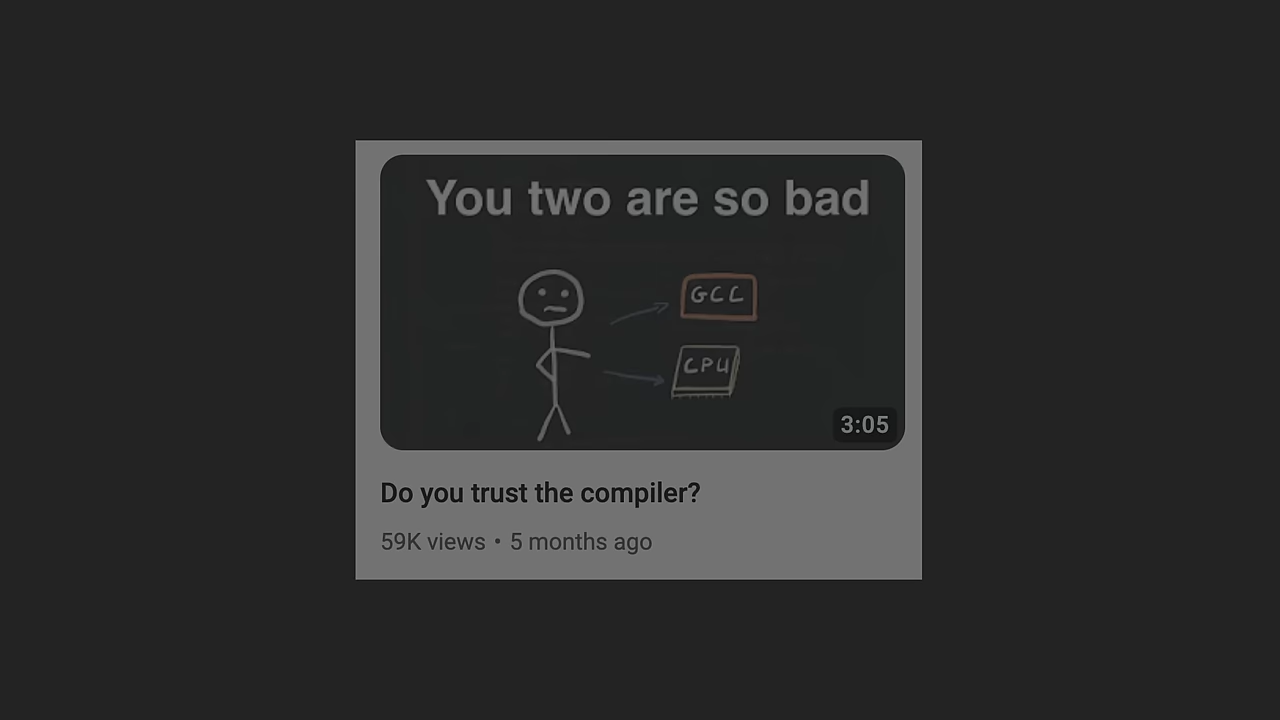 You two are so bad
GCC
CPU
3:05
Do you trust the compiler?
59K views • 5 months ago